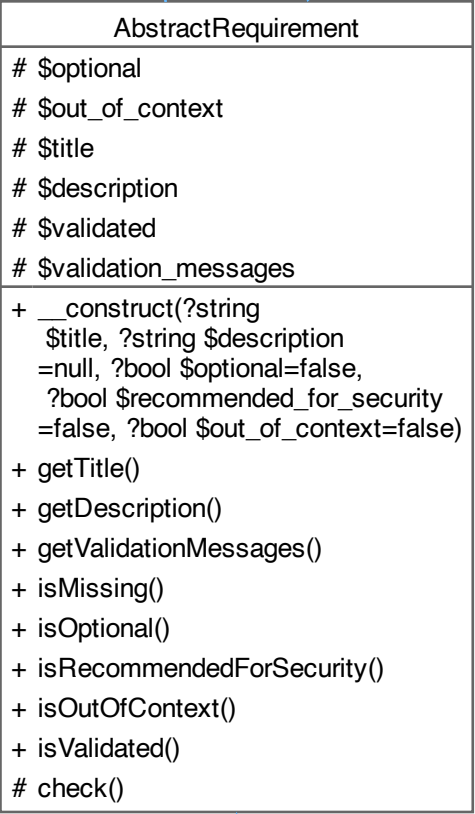 AbstractRequirement
# $optional
# $out_of_context
# $title
# $description
# $validated
# $validation_messages
+ __construct(?string
$title, ?string $description
=null, ?bool $optional=false,
?bool $recommended_for_security
=false, ?bool $out_of_context=false)
+ getTitle()
+ getDescription()
+ getValidationMessages()
+ isMissing()
+ isOptional()
+ isRecommendedForSecurity()
+ isOutOfContext()
+ isValidated()
# check()